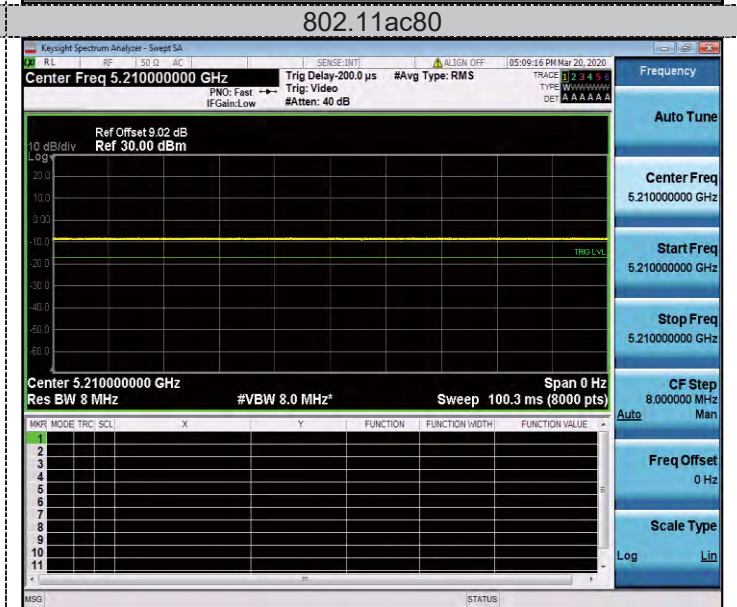 802.11ac80
Keysight Spectrum Analyzer - Swept SA
RL RF 50 Ω AC SENSE:INT ALIGN OFF 05:09:16 PM Mar 20, 2020
Center Freq 5.210000000 GHz
PNO: Fast
IFGain:Low
Trig Delay-200.0 µs
Trig: Video
#Atten: 40 dB
#Avg Type: RMS
TRACE 1 2 3 4 5 6
TYPE WWWWWW
DET A A A A A A
Ref Offset 9.02 dB
10 dB/div Ref 30.00 dBm
Log
20.0
10.0
0.00
-10.0
TRIG LVL
-20.0
-30.0
-40.0
-50.0
-60.0
Center 5.210000000 GHz Span 0 Hz
Res BW 8 MHz #VBW 8.0 MHz* Sweep 100.3 ms (8000 pts)
MKR MODE TRC SCL X Y FUNCTION FUNCTION WIDTH FUNCTION VALUE
1
2
3
4
5
6
7
8
9
10
11
MSG STATUS
Frequency
Auto Tune
Center Freq
5.210000000 GHz
Start Freq
5.210000000 GHz
Stop Freq
5.210000000 GHz
CF Step
8.000000 MHz
Auto Man
Freq Offset
0 Hz
Scale Type
Log Lin